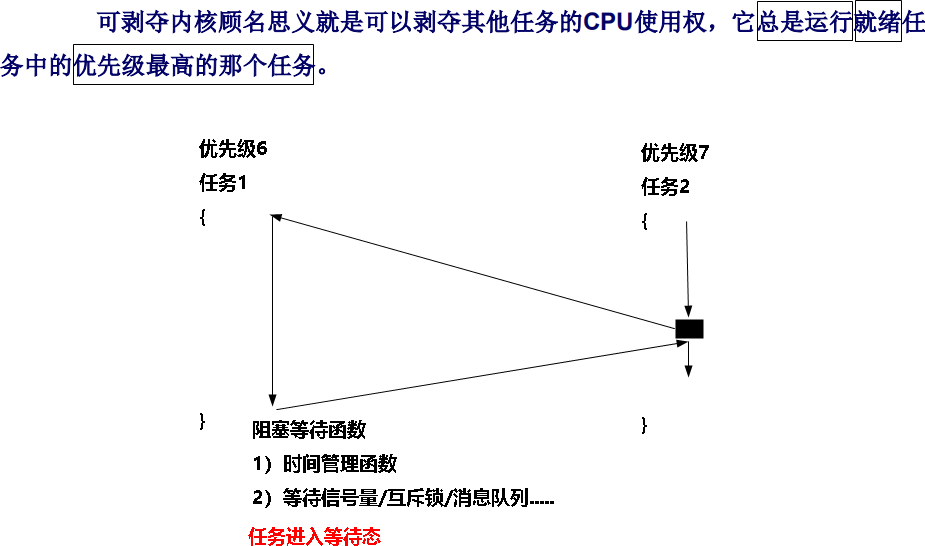 可剥夺内核顾名思义就是可以剥夺其他任务的CPU使用权，它总是运行就绪任
务中的优先级最高的那个任务。
优先级6
任务1
{
}
优先级7
任务2
{
}
阻塞等待函数
1）时间管理函数
2）等待信号量/互斥锁/消息队列.....
任务进入等待态